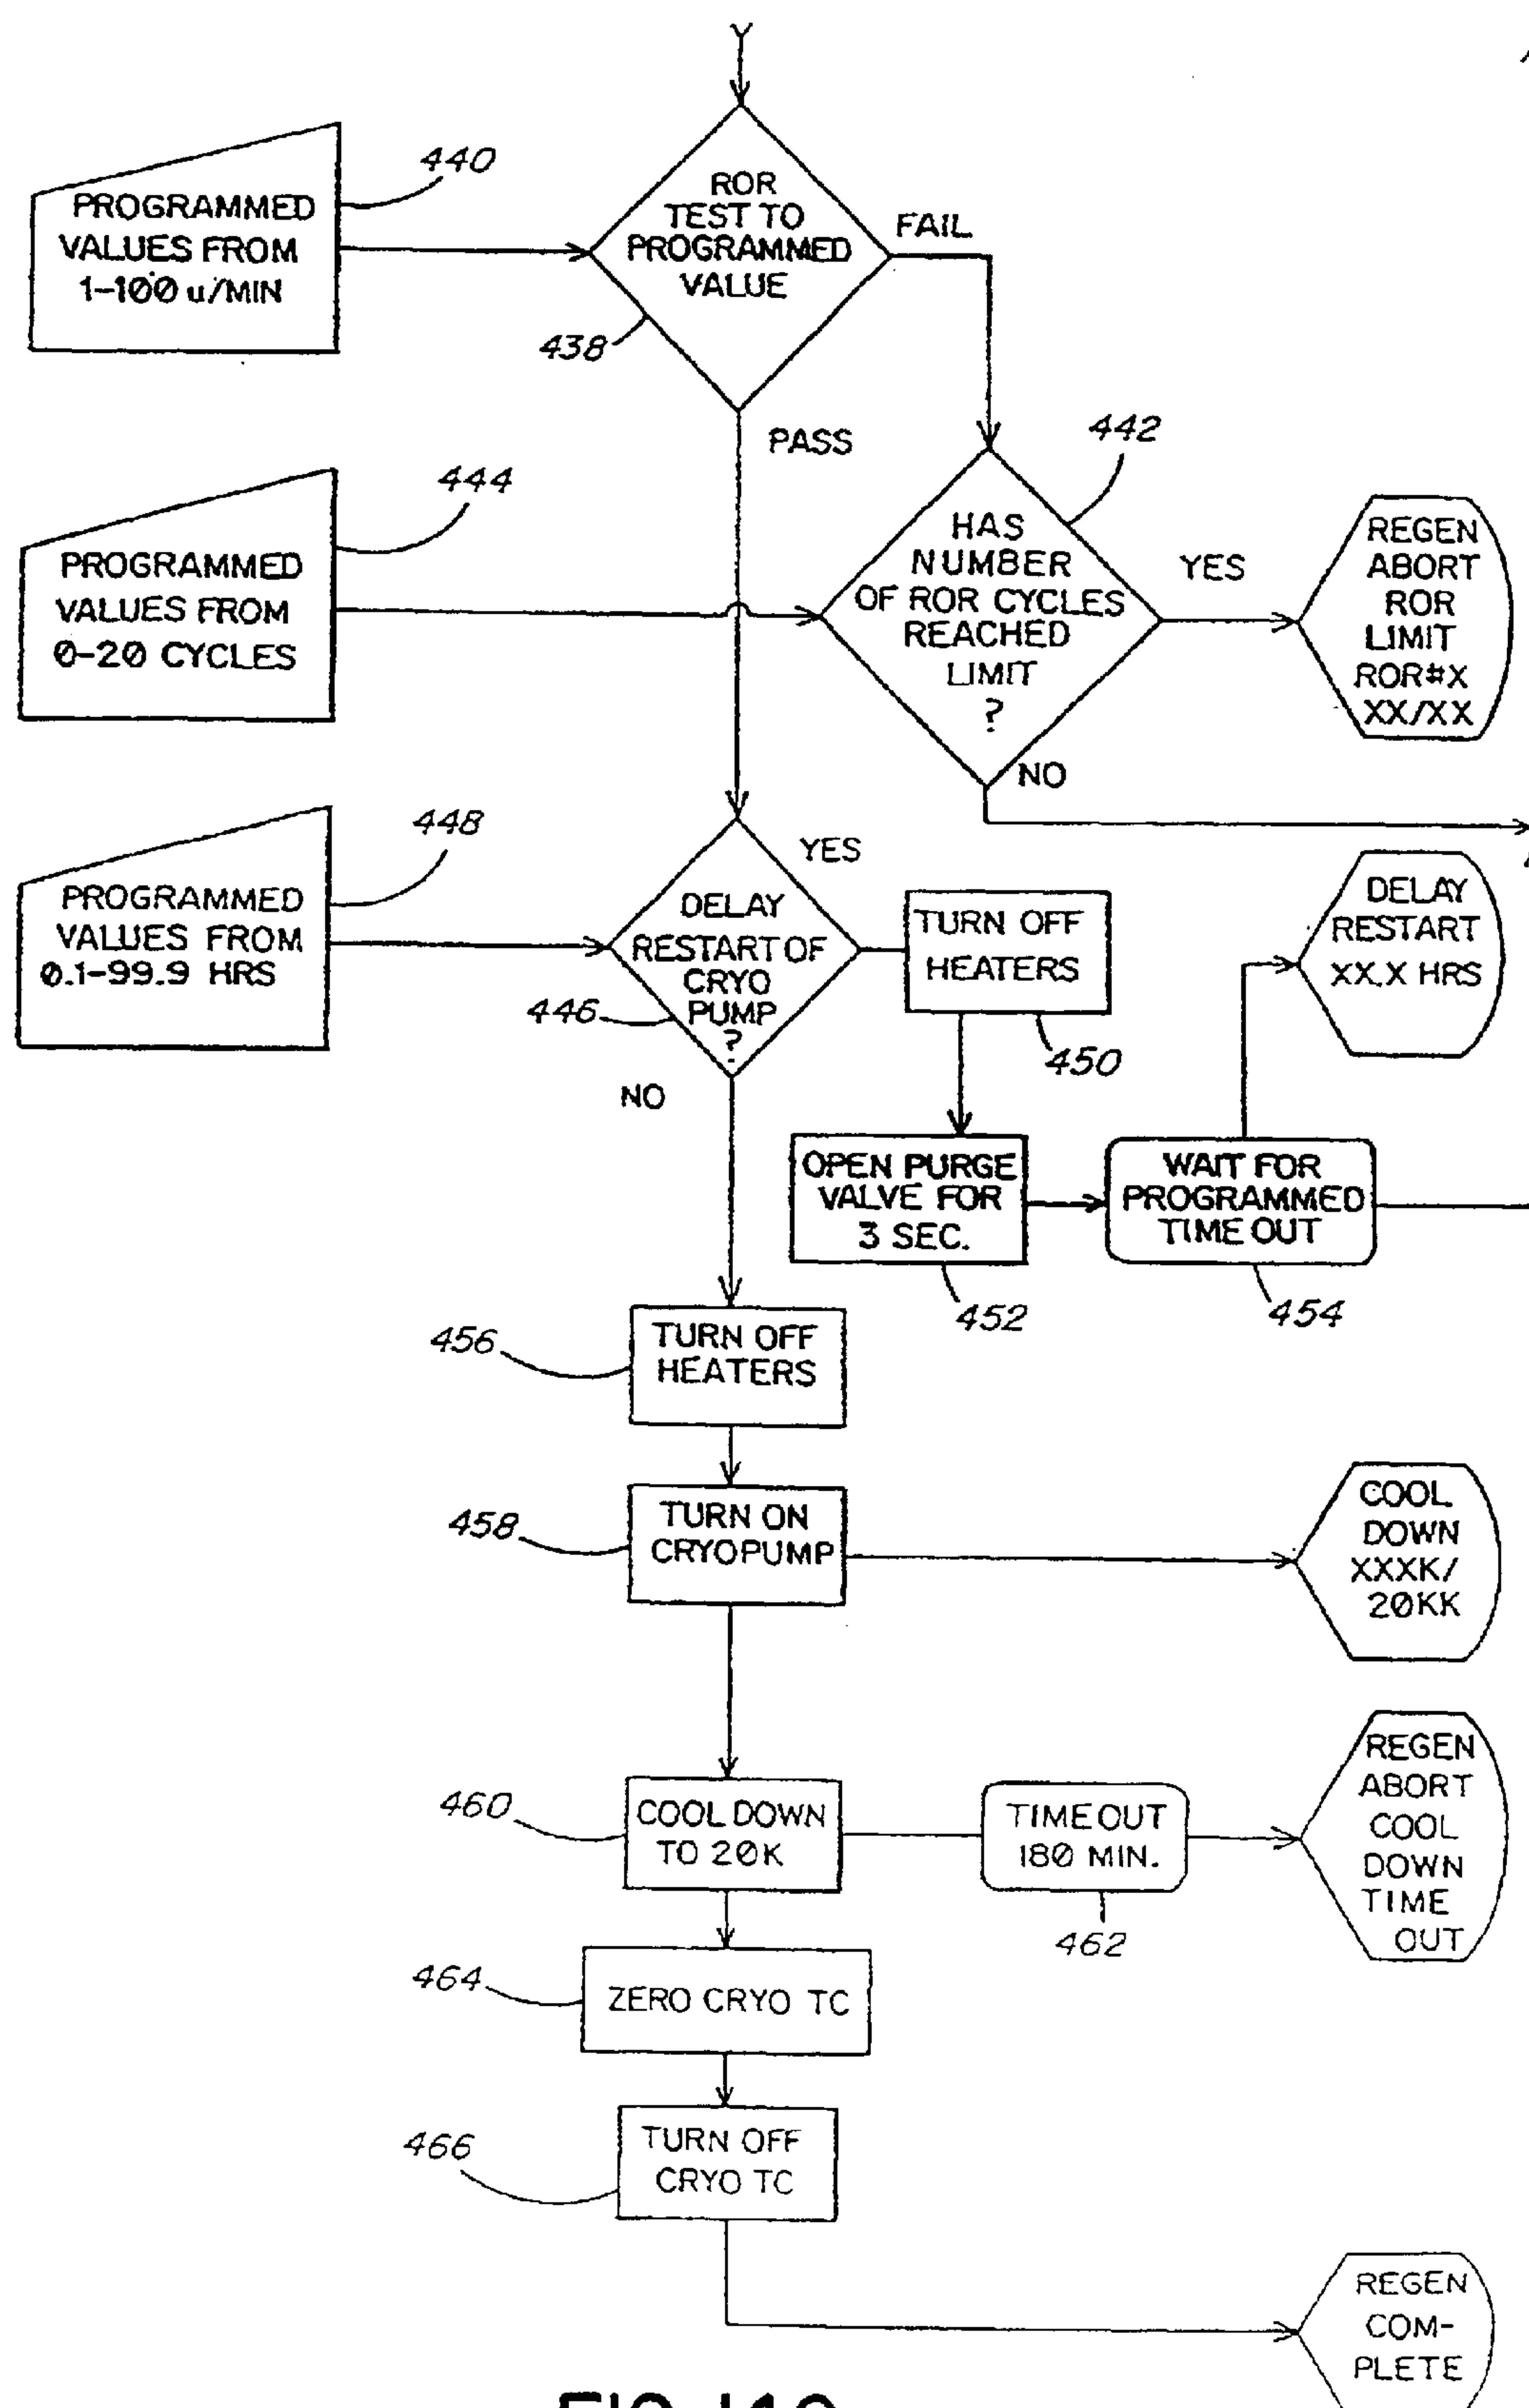 Y
440
PROGRAMMED
VALUES FROM
1-100 u/MIN
ROR
TEST TO
PROGRAMMED
VALUE
FAIL
438
PASS
442
444
PROGRAMMED
VALUES FROM
0-20 CYCLES
HAS
NUMBER
OF ROR CYCLES
REACHED
LIMIT
?
YES
REGEN
ABORT
ROR
LIMIT
ROR#X
XX/XX
NO
448
PROGRAMMED
VALUES FROM
0.1-99.9 HRS
YES
DELAY
RESTART OF
CRYO
PUMP
?
446
NO
TURN OFF
HEATERS
450
DELAY
RESTART
XX.X HRS
OPEN PURGE
VALVE FOR
3 SEC.
452
WAIT FOR
PROGRAMMED
TIME OUT
454
456
TURN OFF
HEATERS
458
TURN ON
CRYOPUMP
COOL
DOWN
XXXK/
20KK
460
COOL DOWN
TO 20K
TIME OUT
180 MIN.
462
REGEN
ABORT
COOL
DOWN
TIME
OUT
464
ZERO CRYO TC
466
TURN OFF
CRYO TC
REGEN
COM-
PLETE